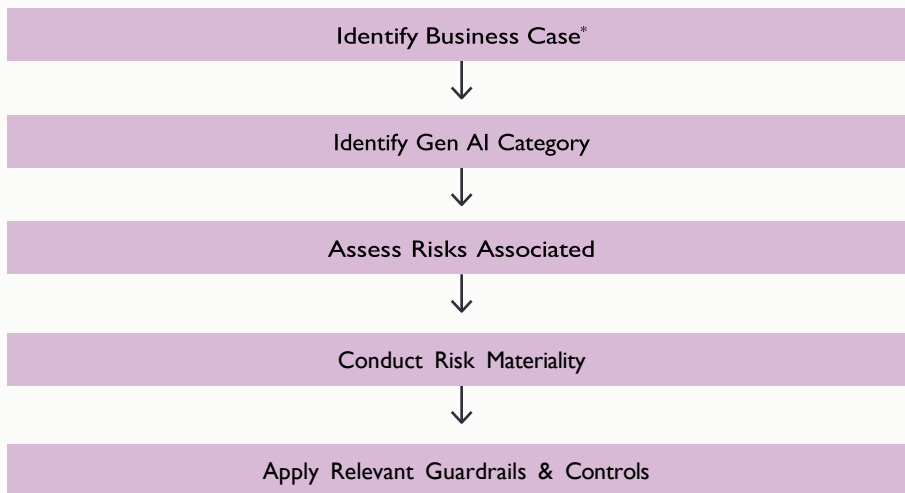 Identify Business Case*
Identify Gen AI Category
Assess Risks Associated
Conduct Risk Materiality
Apply Relevant Guardrails & Controls